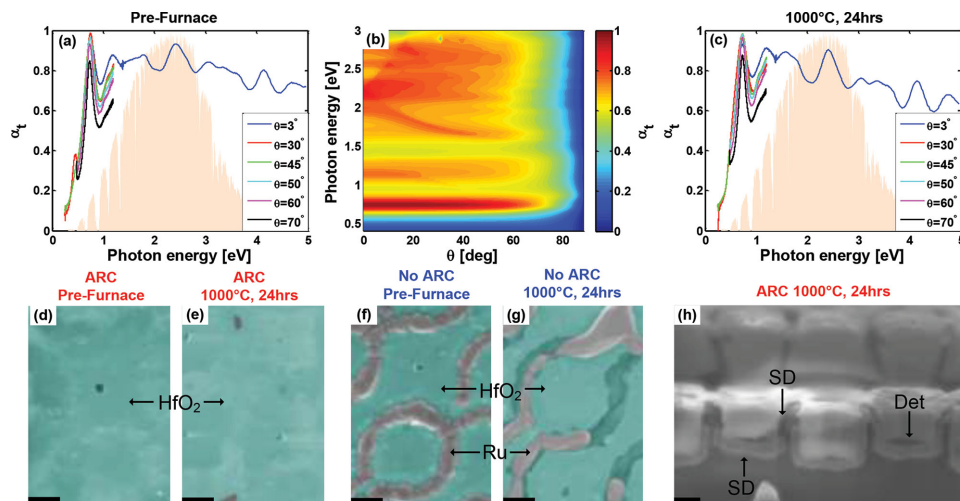 Pre-Furnace
(a)
α_t
1
0.8
0.6
0.4
0.2
0
0 1 2 3 4 5
Photon energy [eV]
θ=3°
θ=30°
θ=45°
θ=50°
θ=60°
θ=70°
(b)
Photon energy [eV]
3
2.5
2
1.5
1
0.5
0 20 40 60 80
θ [deg]
1
0.8
0.6
0.4
0.2
0
α_t
1000°C, 24hrs
(c)
α_t
1
0.8
0.6
0.4
0.2
0
0 1 2 3 4 5
Photon energy [eV]
θ=3°
θ=30°
θ=45°
θ=50°
θ=60°
θ=70°
ARC
Pre-Furnace
ARC
1000°C, 24hrs
No ARC
Pre-Furnace
No ARC
1000°C, 24hrs
ARC 1000°C, 24hrs
(d)
(e)
HfO₂
(f)
(g)
HfO₂
Ru
(h)
SD
Det
SD